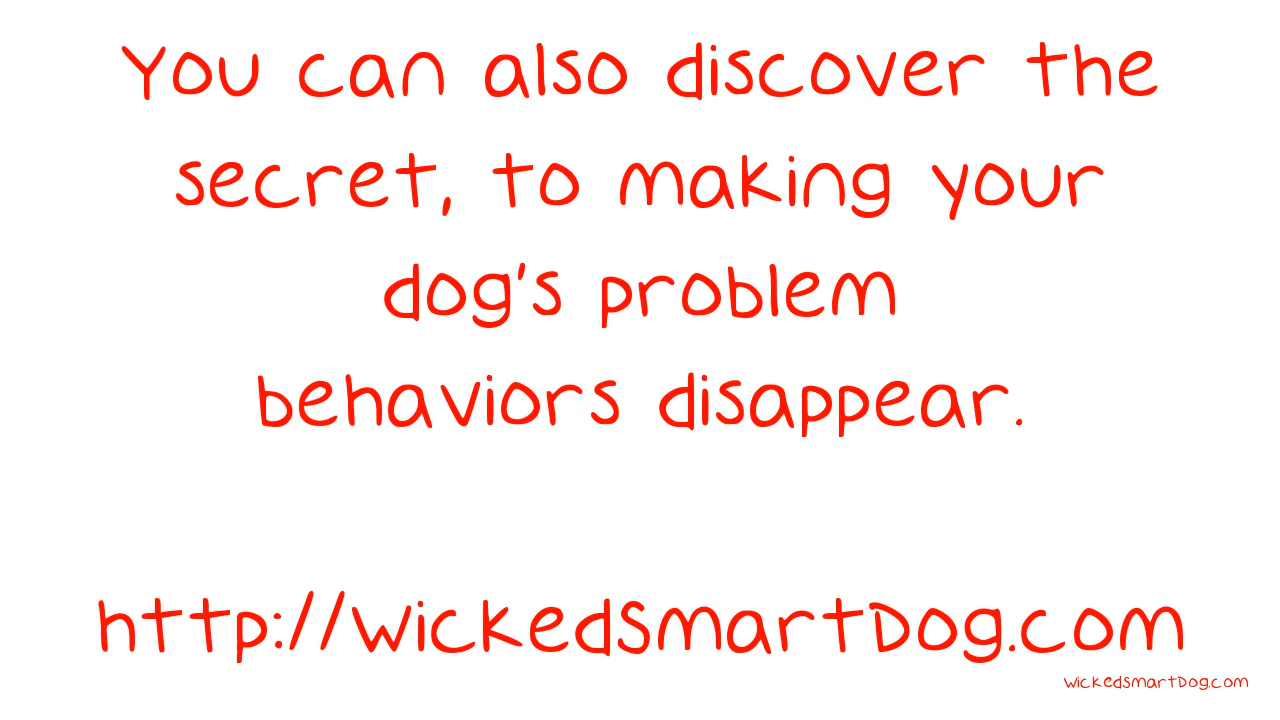 You can also discover the
secret, to making your
dog's problem
behaviors disappear.
http://WickedSmartDog.com
WickedSmartDog.com